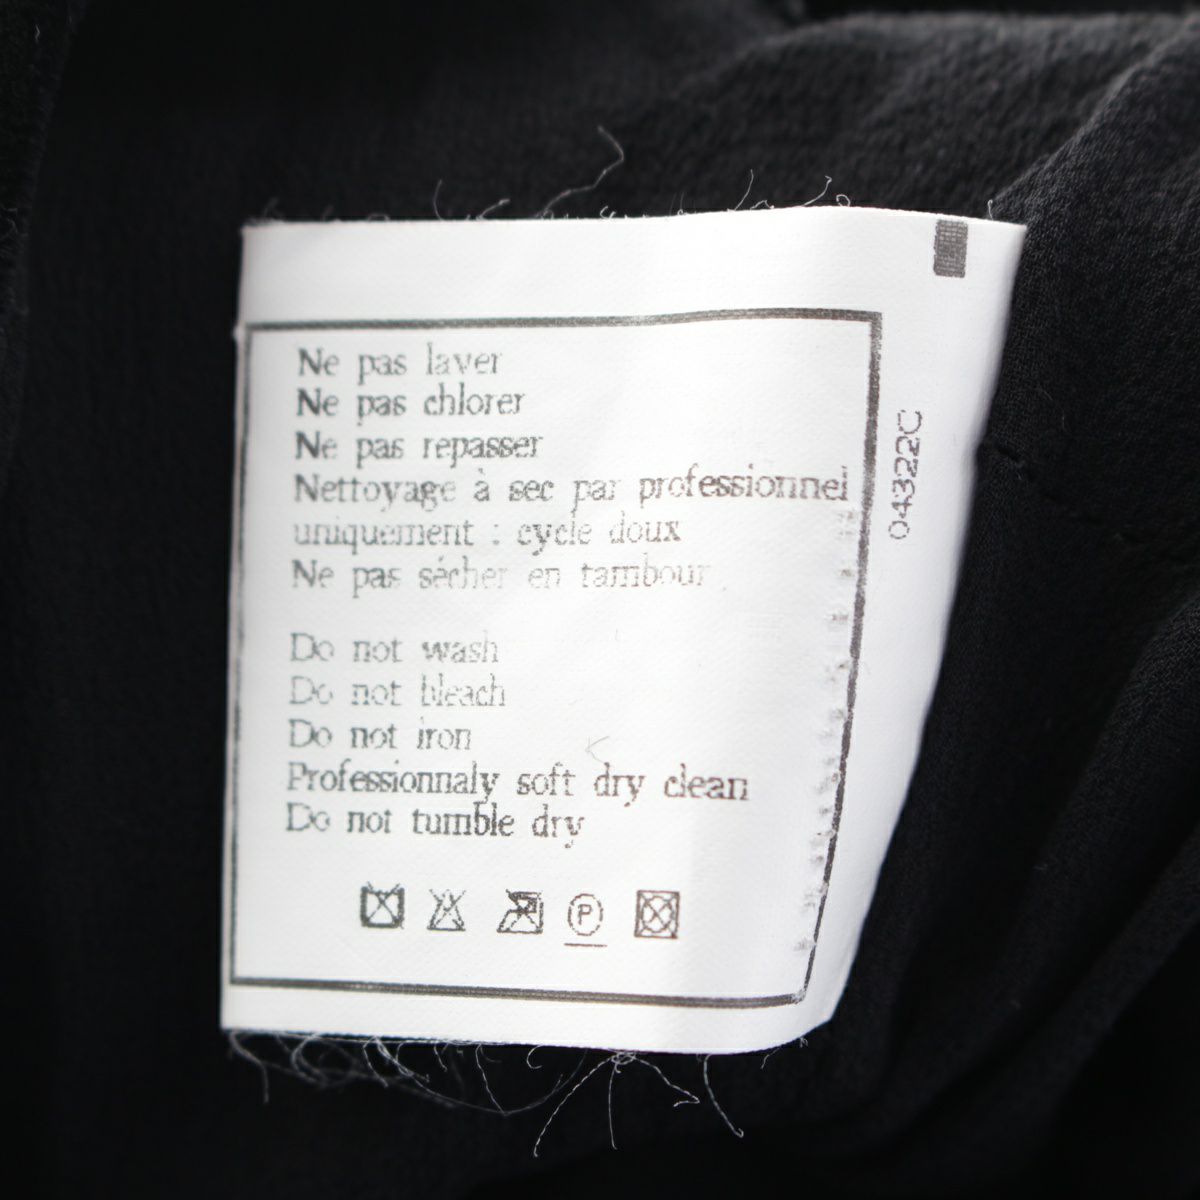 Ne pas laver
Ne pas chlorer
Ne pas repasser
Nettoyage à sec par professionnel
uniquement : cycle doux
Ne pas sécher en tambour
Do not wash
Do not bleach
Do not iron
Professionnaly soft dry clean
Do not tumble dry
P
04322C